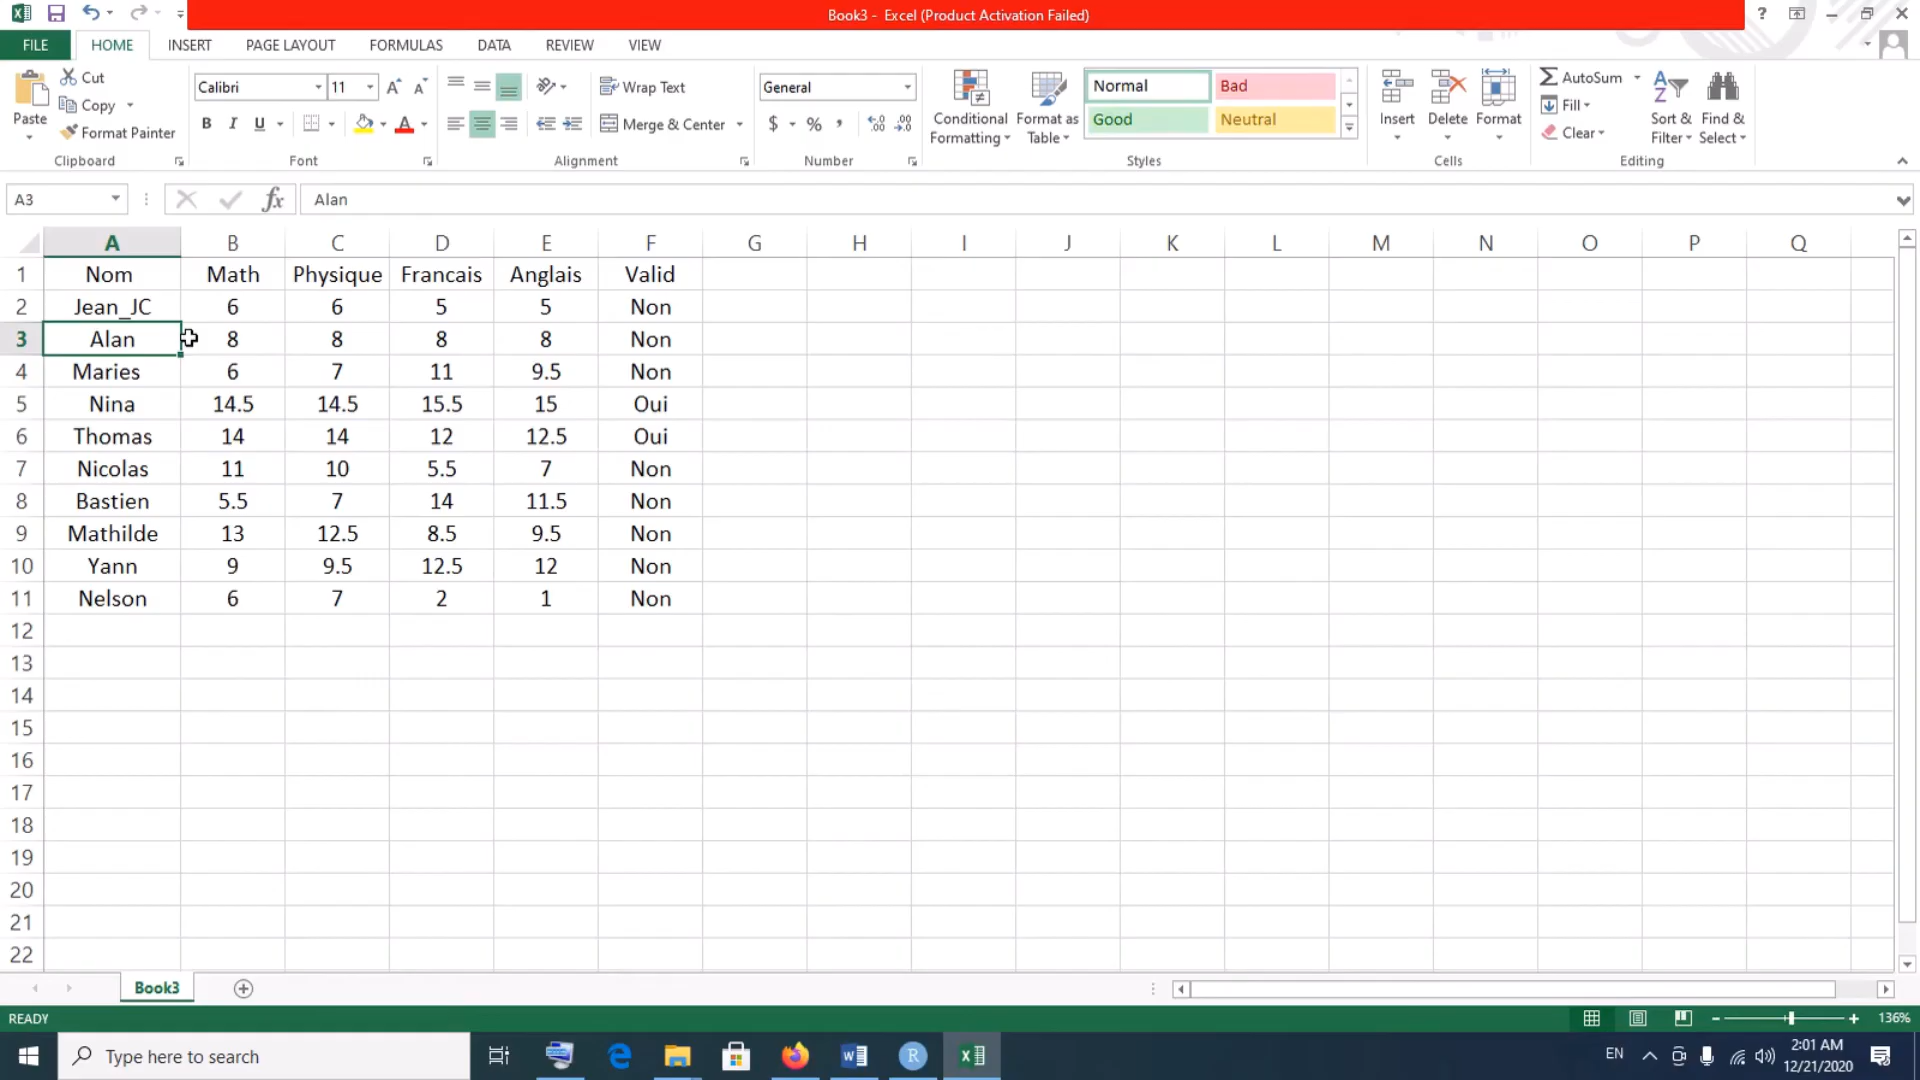 Book3 - Excel (Product Activation Failed)
FILE HOME INSERT PAGE LAYOUT FORMULAS DATA REVIEW VIEW
Paste
Cut
Copy
Format Painter
Clipboard
Calibri 11
B I U
Font
Wrap Text
Merge & Center
Alignment
General
$ % ,
Number
Conditional Formatting
Format as Table
Normal Bad
Good Neutral
Styles
Insert Delete Format
Cells
AutoSum
Fill
Clear
Sort & Filter
Find & Select
Editing
A3 fx Alan
A B C D E F G H I J K L M N O P Q
1 Nom Math Physique Francais Anglais Valid
2 Jean_JC 6 6 5 5 Non
3 Alan 8 8 8 8 Non
4 Maries 6 7 11 9.5 Non
5 Nina 14.5 14.5 15.5 15 Oui
6 Thomas 14 14 12 12.5 Oui
7 Nicolas 11 10 5.5 7 Non
8 Bastien 5.5 7 14 11.5 Non
9 Mathilde 13 12.5 8.5 9.5 Non
10 Yann 9 9.5 12.5 12 Non
11 Nelson 6 7 2 1 Non
12
13
14
15
16
17
18
19
20
21
22
Book3
READY 136%
Type here to search
EN 2:01 AM
12/21/2020